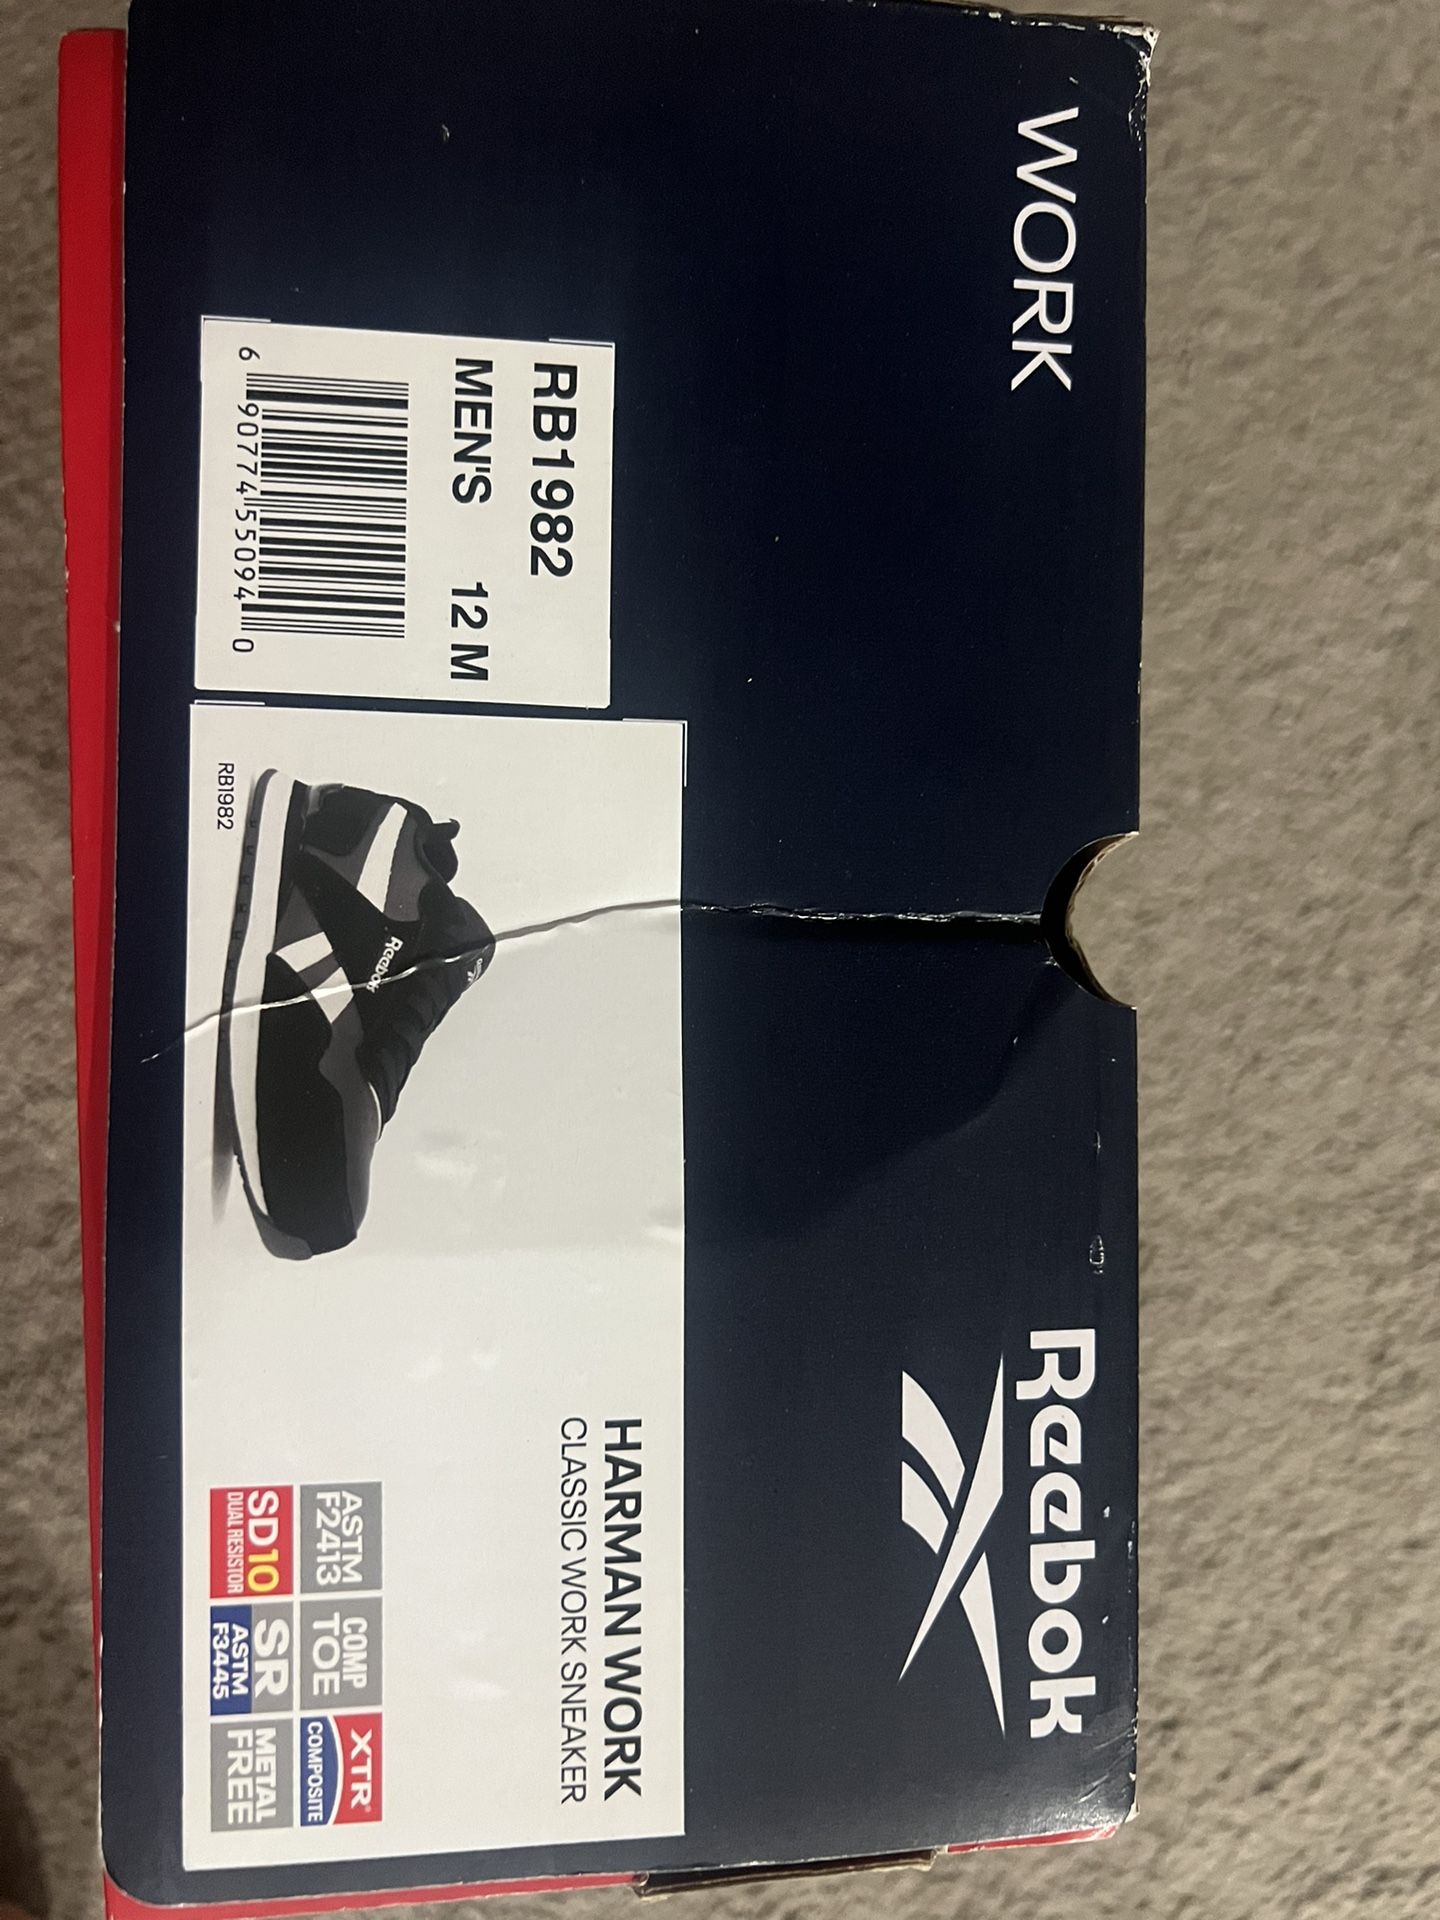 WORK
Reebok
RB1982
MEN'S 12 M
6 90774 55094 0
HARMAN WORK
CLASSIC WORK SNEAKER
Reebok
RB1982
ASTM
F2413
COMP
TOE
XTR®
COMPOSITE
SD10
DUAL RESISTOR
SR
ASTM
F3445
METAL
FREE